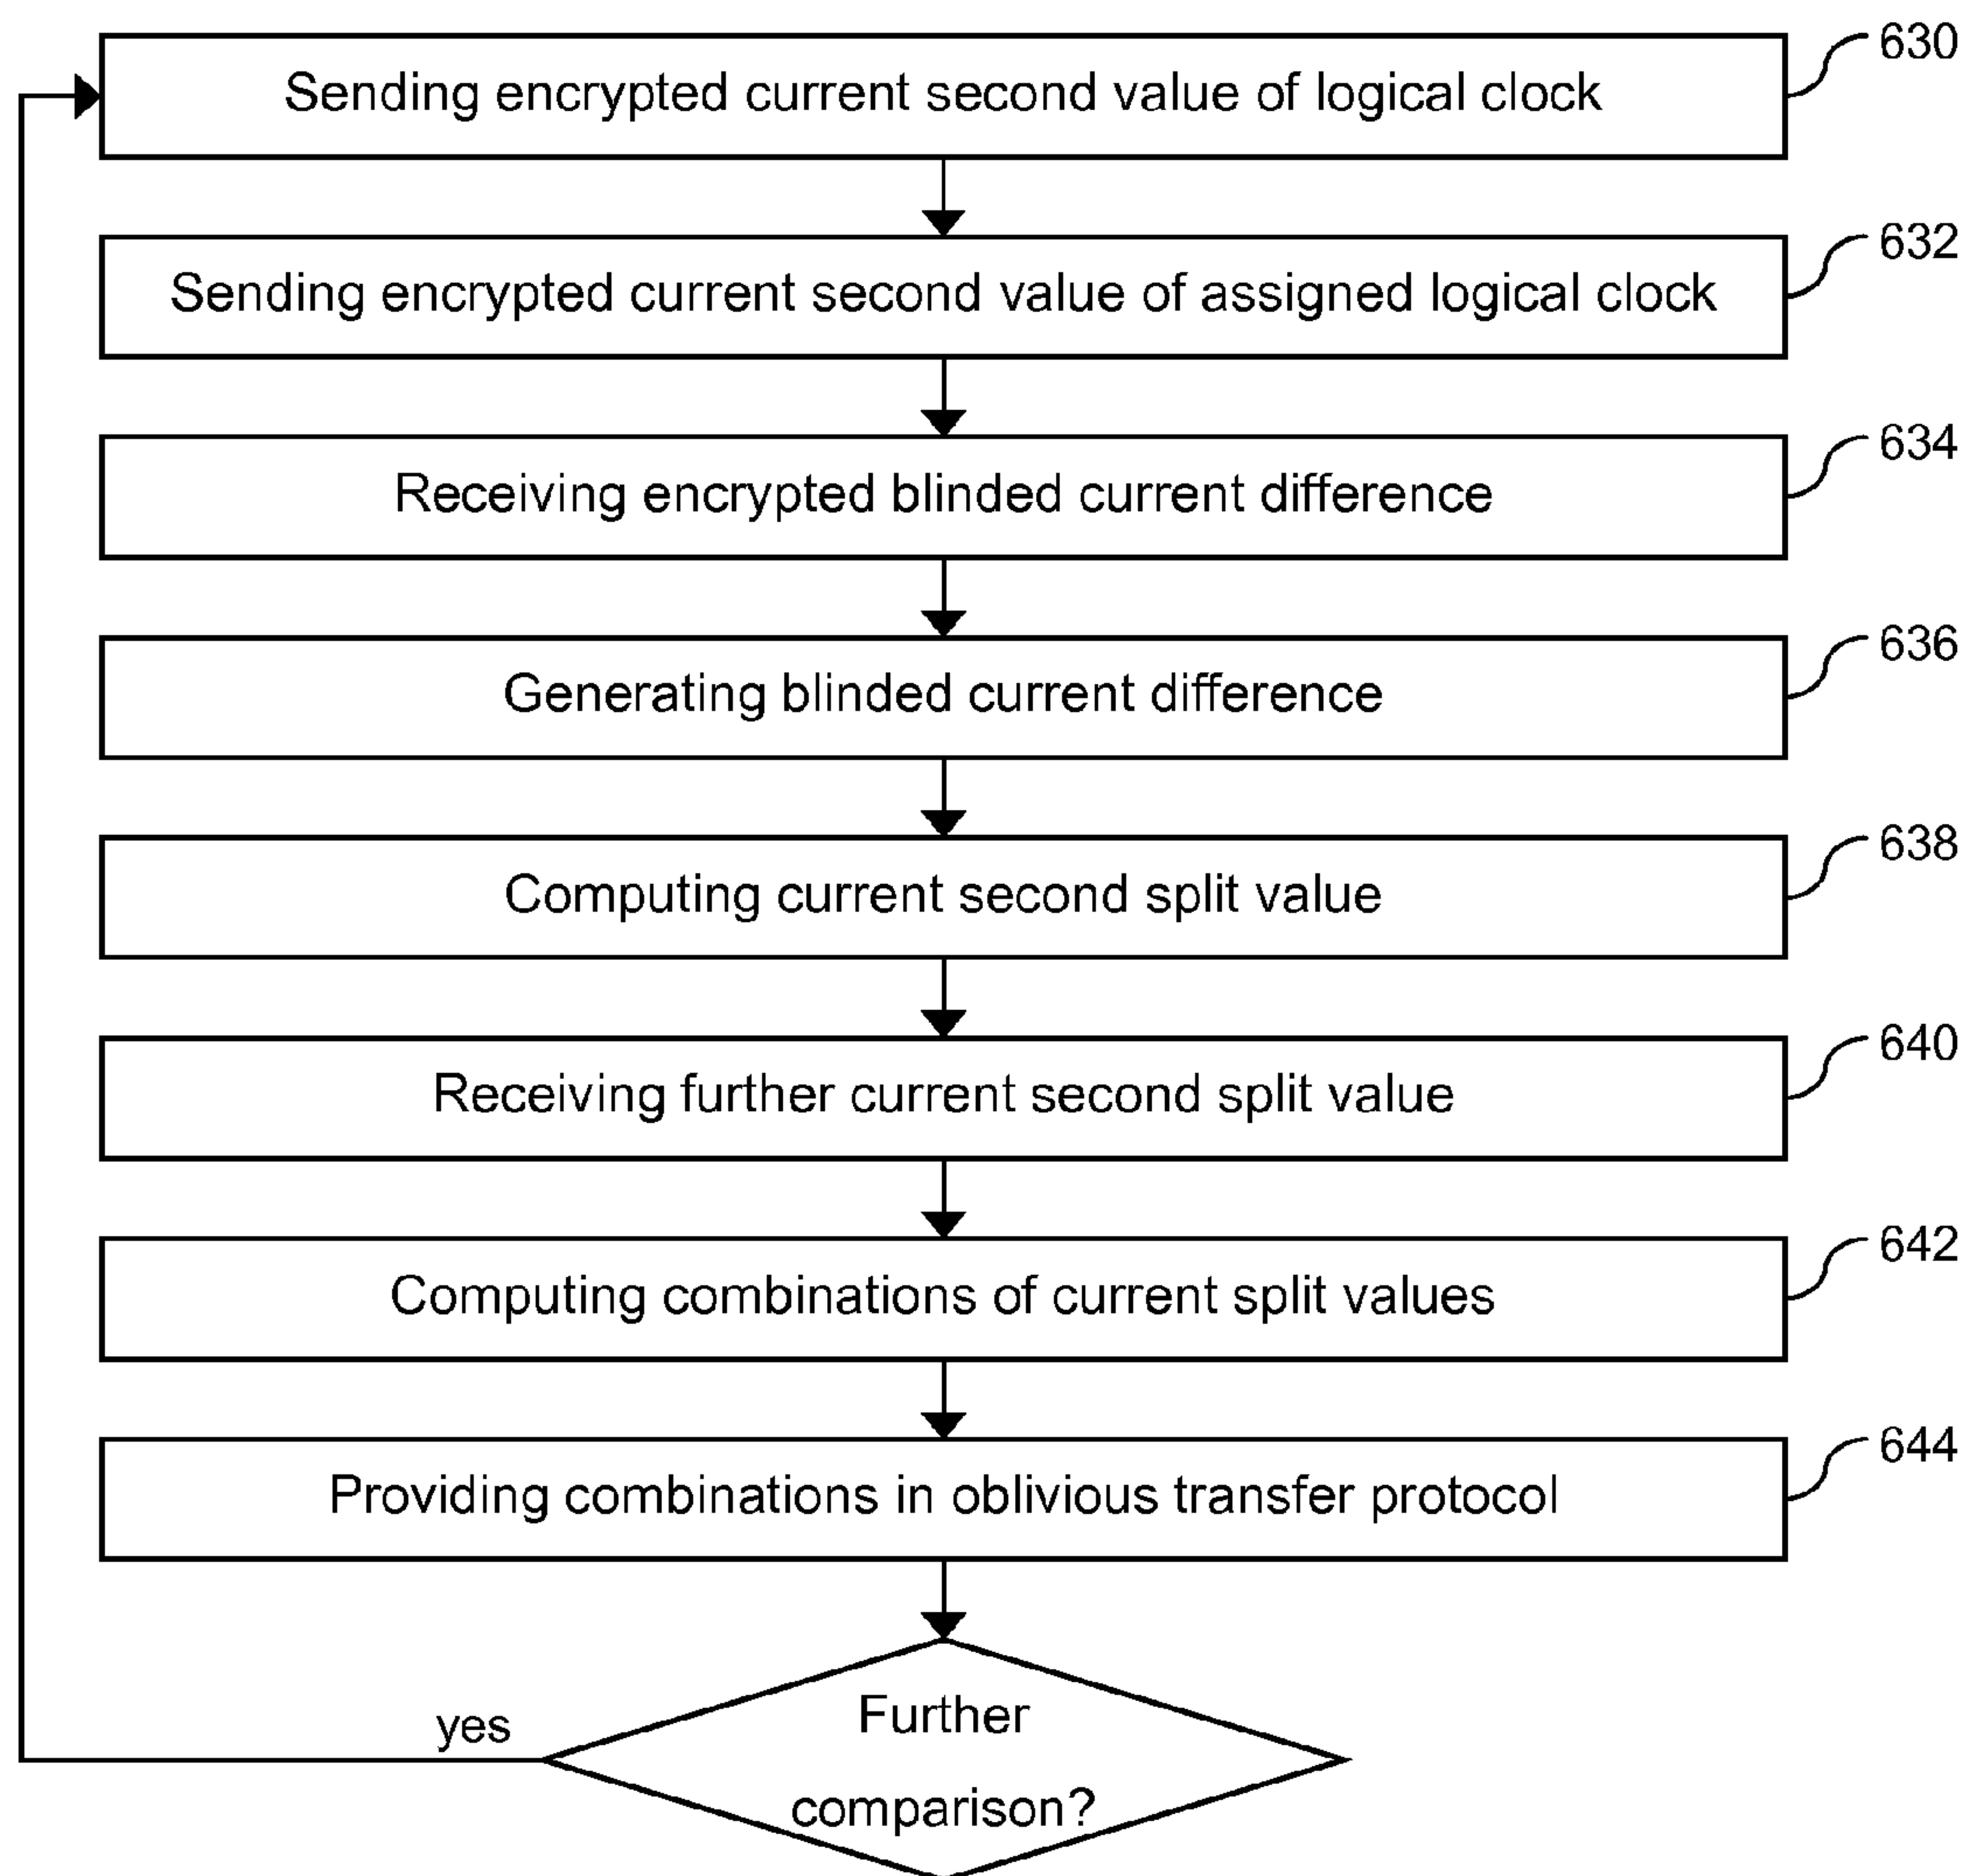 Sending encrypted current second value of logical clock
630
Sending encrypted current second value of assigned logical clock
632
Receiving encrypted blinded current difference
634
Generating blinded current difference
636
Computing current second split value
638
Receiving further current second split value
640
Computing combinations of current split values
642
Providing combinations in oblivious transfer protocol
644
yes
Further
comparison?